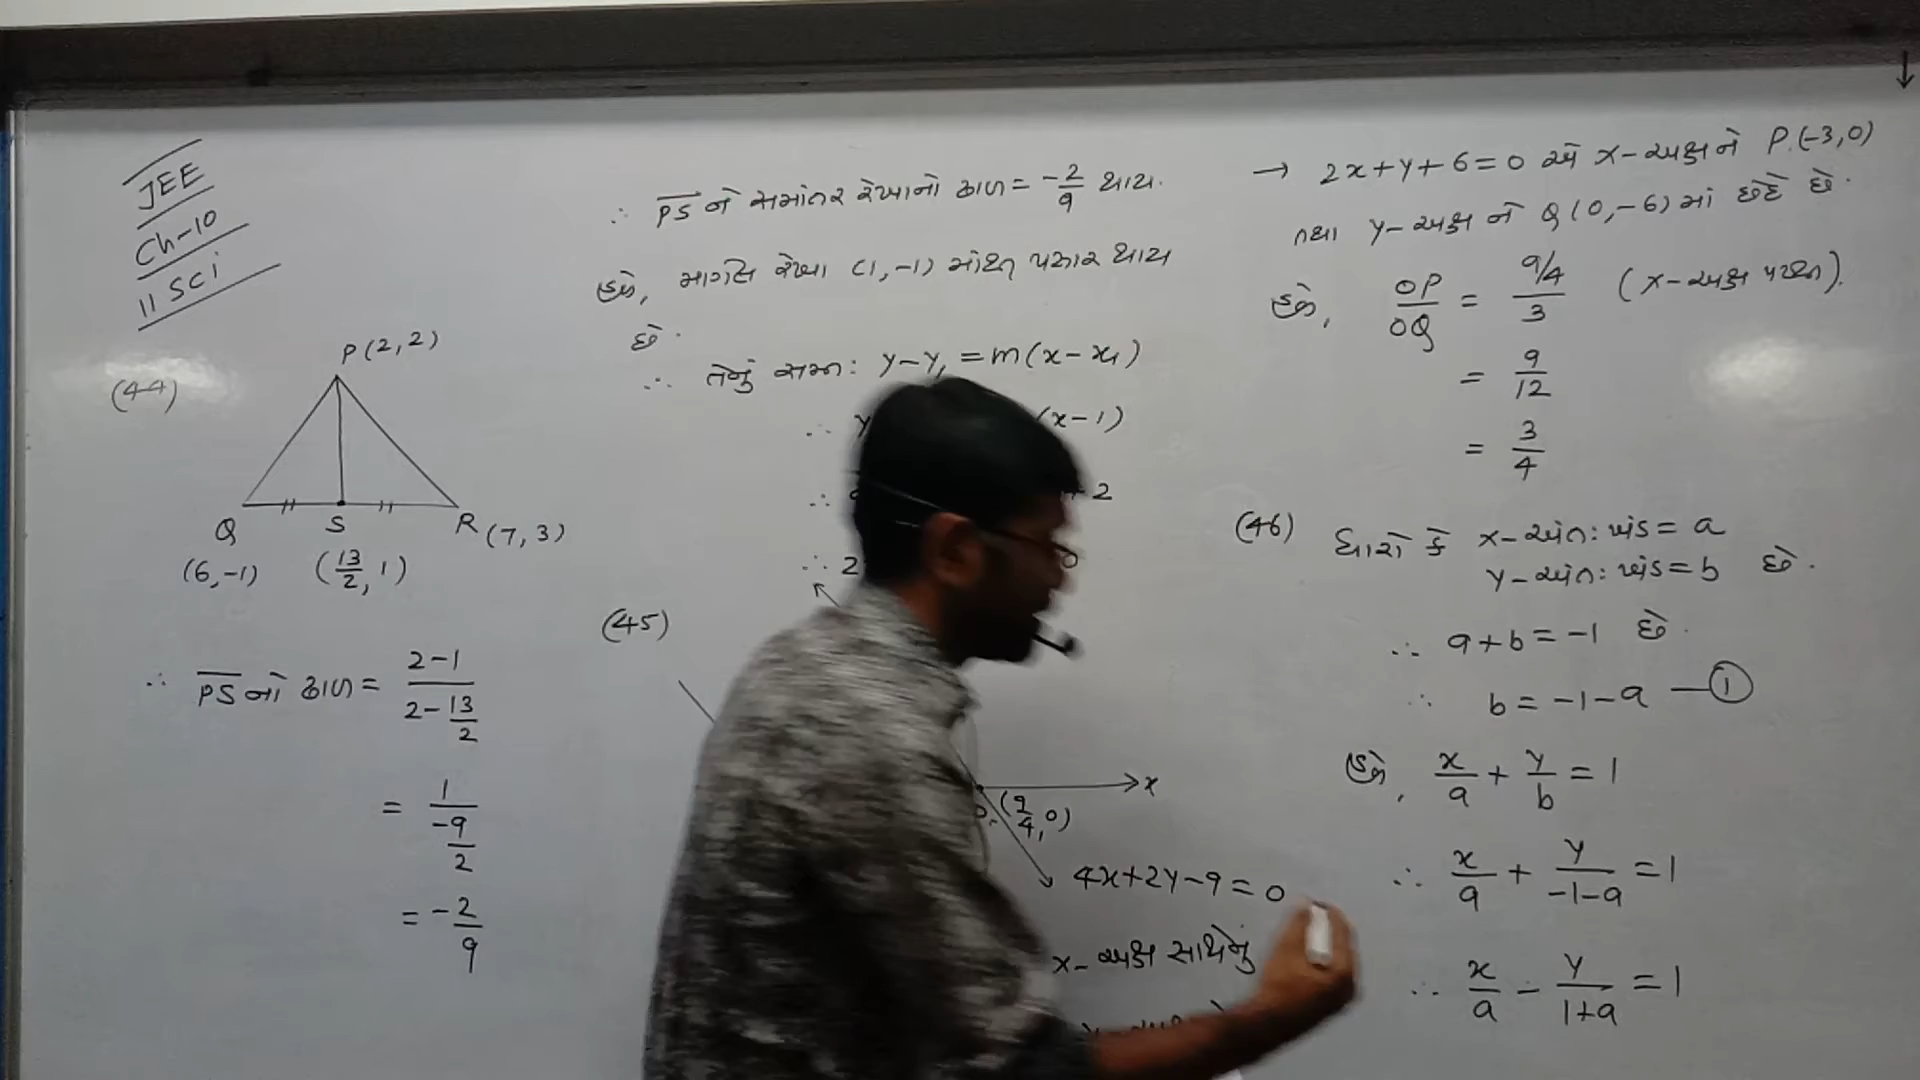 JEE
Ch-10
11 SCI
(44)
P(2,2)
Q S R (7,3)
(6,-1) (13/2, 1)
∴ PS નો ઢાળ = (2-1)/(2-13/2)
= 1/(-9/2)
= -2/9
∴ PS ને સમાંતર રેખાનો ઢાળ = -2/9 થાય.
હવે, માગેલ રેખા (1,-1) માંથી પસાર થાય
છે.
∴ તેનું સમી: y-y₁ = m(x-x₁)
∴ y (x-1)
∴ +2
∴ 2 0
(45)
x
(9/4, 0)
4x+2y-9=0
x-અક્ષ સાથેનું
→ 2x+y+6=0 એ x-અક્ષને P(-3,0)
તથા y-અક્ષ ને Q(0,-6) માં છેદે છે.
હવે, OP/OQ = (9/4)/3 (x-અક્ષ પરથી).
= 9/12
= 3/4
(46) ધારો કે x-અંત:ખંડ = a
y-અંત:ખંડ = b છે.
∴ a+b = -1 છે.
∴ b = -1-a —①
હવે, x/a + y/b = 1
∴ x/a + y/(-1-a) = 1
∴ x/a - y/(1+a) = 1